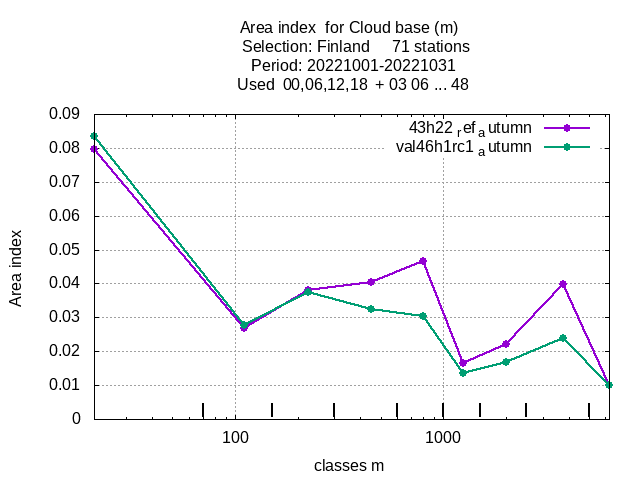 Area index  for Cloud base (m)
Selection: Finland     71 stations
Period: 20221001-20221031
Used  00,06,12,18  + 03 06 ... 48
43h22 ref a utumn
val46h1rc1 a utumn
0.09
0.08
0.07
0.06
0.05
0.04
0.03
0.02
0.01
0
Area index
100
1000
classes m